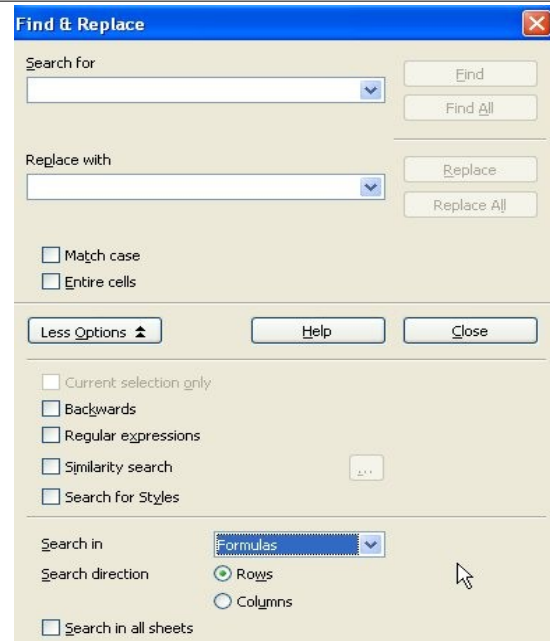 Find & Replace
Search for
Find
Find All
Replace with
Replace
Replace All
Match case
Entire cells
Less Options
Help
Close
Current selection only
Backwards
Regular expressions
Similarity search
...
Search for Styles
Search in
Formulas
Search direction
Rows
Columns
Search in all sheets